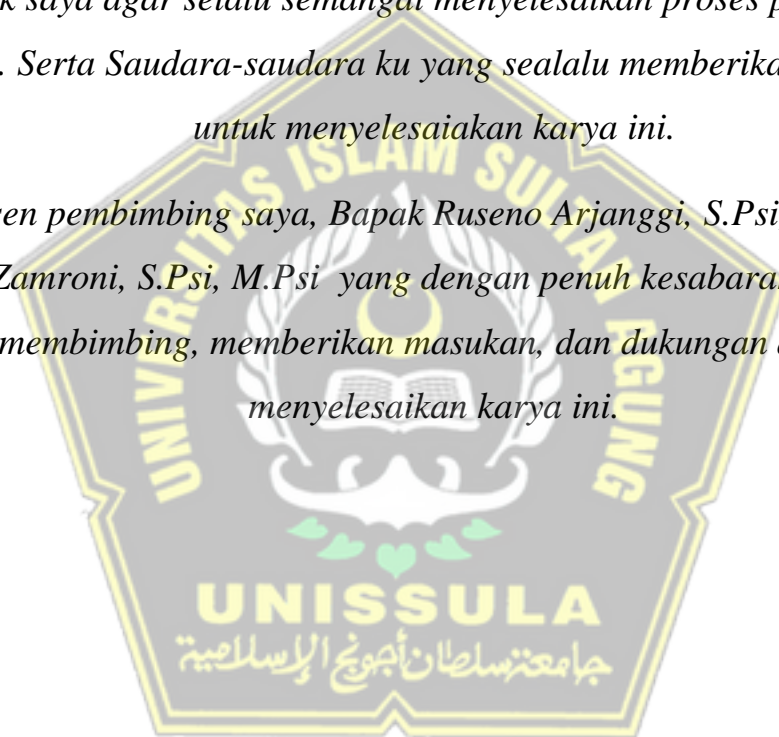 k saya agar selalu semangat menyelesaikan proses p
. Serta Saudara-saudara ku yang sealalu memberika
untuk menyelesaiakan karya ini.
en pembimbing saya, Bapak Ruseno Arjanggi, S.Psi
Zamroni, S.Psi, M.Psi yang dengan penuh kesabara
membimbing, memberikan masukan, dan dukungan
menyelesaikan karya ini.
UNIVERSITAS ISLAM SULTAN AGUNG
UNISSULA
جامعة سلطان أجونج الإسلامية